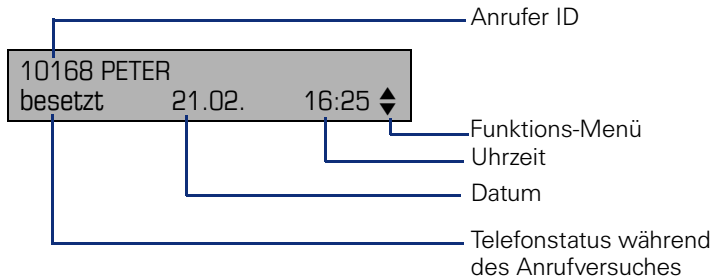 Anrufer ID
10168 PETER
besetzt 21.02. 16:25
Funktions-Menü
Uhrzeit
Datum
Telefonstatus während
des Anrufversuches